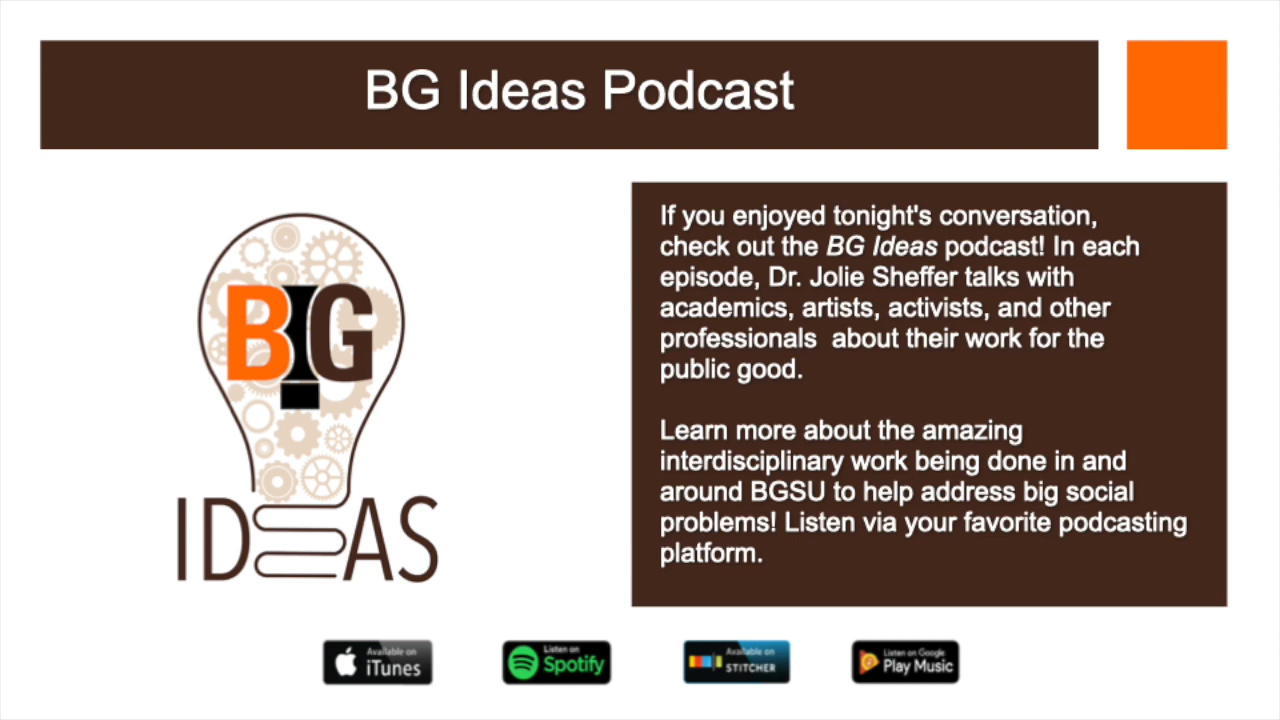 BG Ideas Podcast
BIG
IDEAS
If you enjoyed tonight's conversation,
check out the BG Ideas podcast! In each
episode, Dr. Jolie Sheffer talks with
academics, artists, activists, and other
professionals  about their work for the
public good.
Learn more about the amazing
interdisciplinary work being done in and
around BGSU to help address big social
problems! Listen via your favorite podcasting
platform.
Available on
iTunes
Listen on
Spotify
Available on
STITCHER
Listen on Google
Play Music